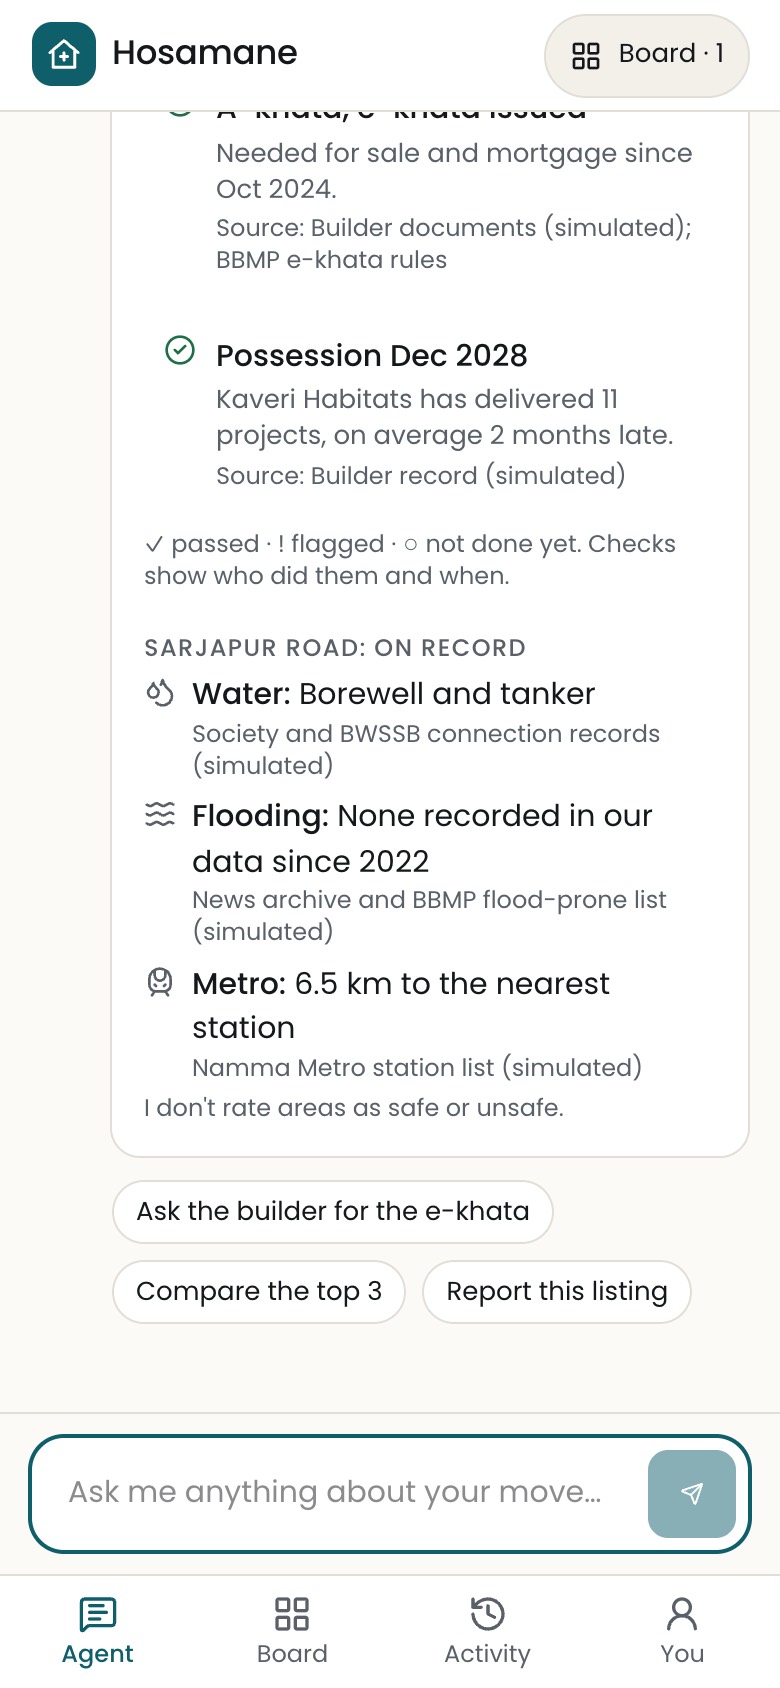 Hosamane
Board · 1
A-khata, e-khata issued
Needed for sale and mortgage since
Oct 2024.
Source: Builder documents (simulated);
BBMP e-khata rules
Possession Dec 2028
Kaveri Habitats has delivered 11
projects, on average 2 months late.
Source: Builder record (simulated)
✓ passed · ! flagged · ○ not done yet. Checks
show who did them and when.
SARJAPUR ROAD: ON RECORD
Water: Borewell and tanker
Society and BWSSB connection records
(simulated)
Flooding: None recorded in our
data since 2022
News archive and BBMP flood-prone list
(simulated)
Metro: 6.5 km to the nearest
station
Namma Metro station list (simulated)
I don't rate areas as safe or unsafe.
Ask the builder for the e-khata
Compare the top 3
Report this listing
Ask me anything about your move...
Agent
Board
Activity
You